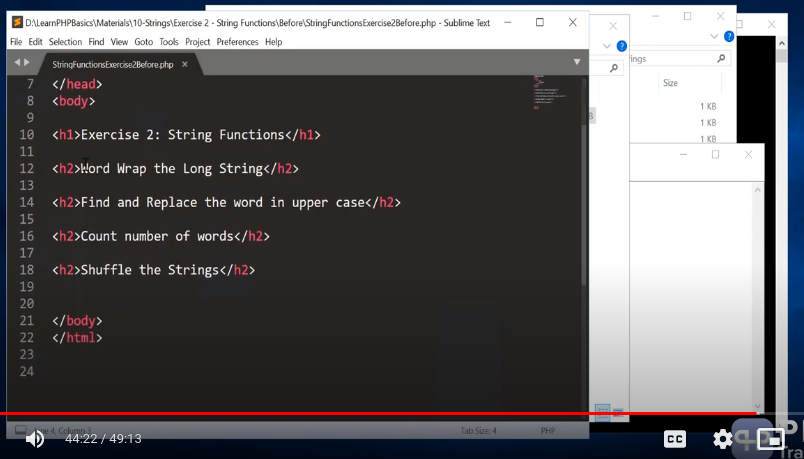 D:\LearnPHPBasics\Materials\10-Strings\Exercise 2 - String Functions\Before\StringFunctionsExercise2Before.php - Sublime Text
File Edit Selection Find View Goto Tools Project Preferences Help
StringFunctionsExercise2Before.php
7 </head>
8 <body>
9
10 <h1>Exercise 2: String Functions</h1>
11
12 <h2>Word Wrap the Long String</h2>
13
14 <h2>Find and Replace the word in upper case</h2>
15
16 <h2>Count number of words</h2>
17
18 <h2>Shuffle the Strings</h2>
19
20
21 </body>
22 </html>
23
24
Line 4, Column 3
Tab Size: 4
PHP
ings
Size
1 KB
1 KB
1 KB
44:22 / 49:13
CC